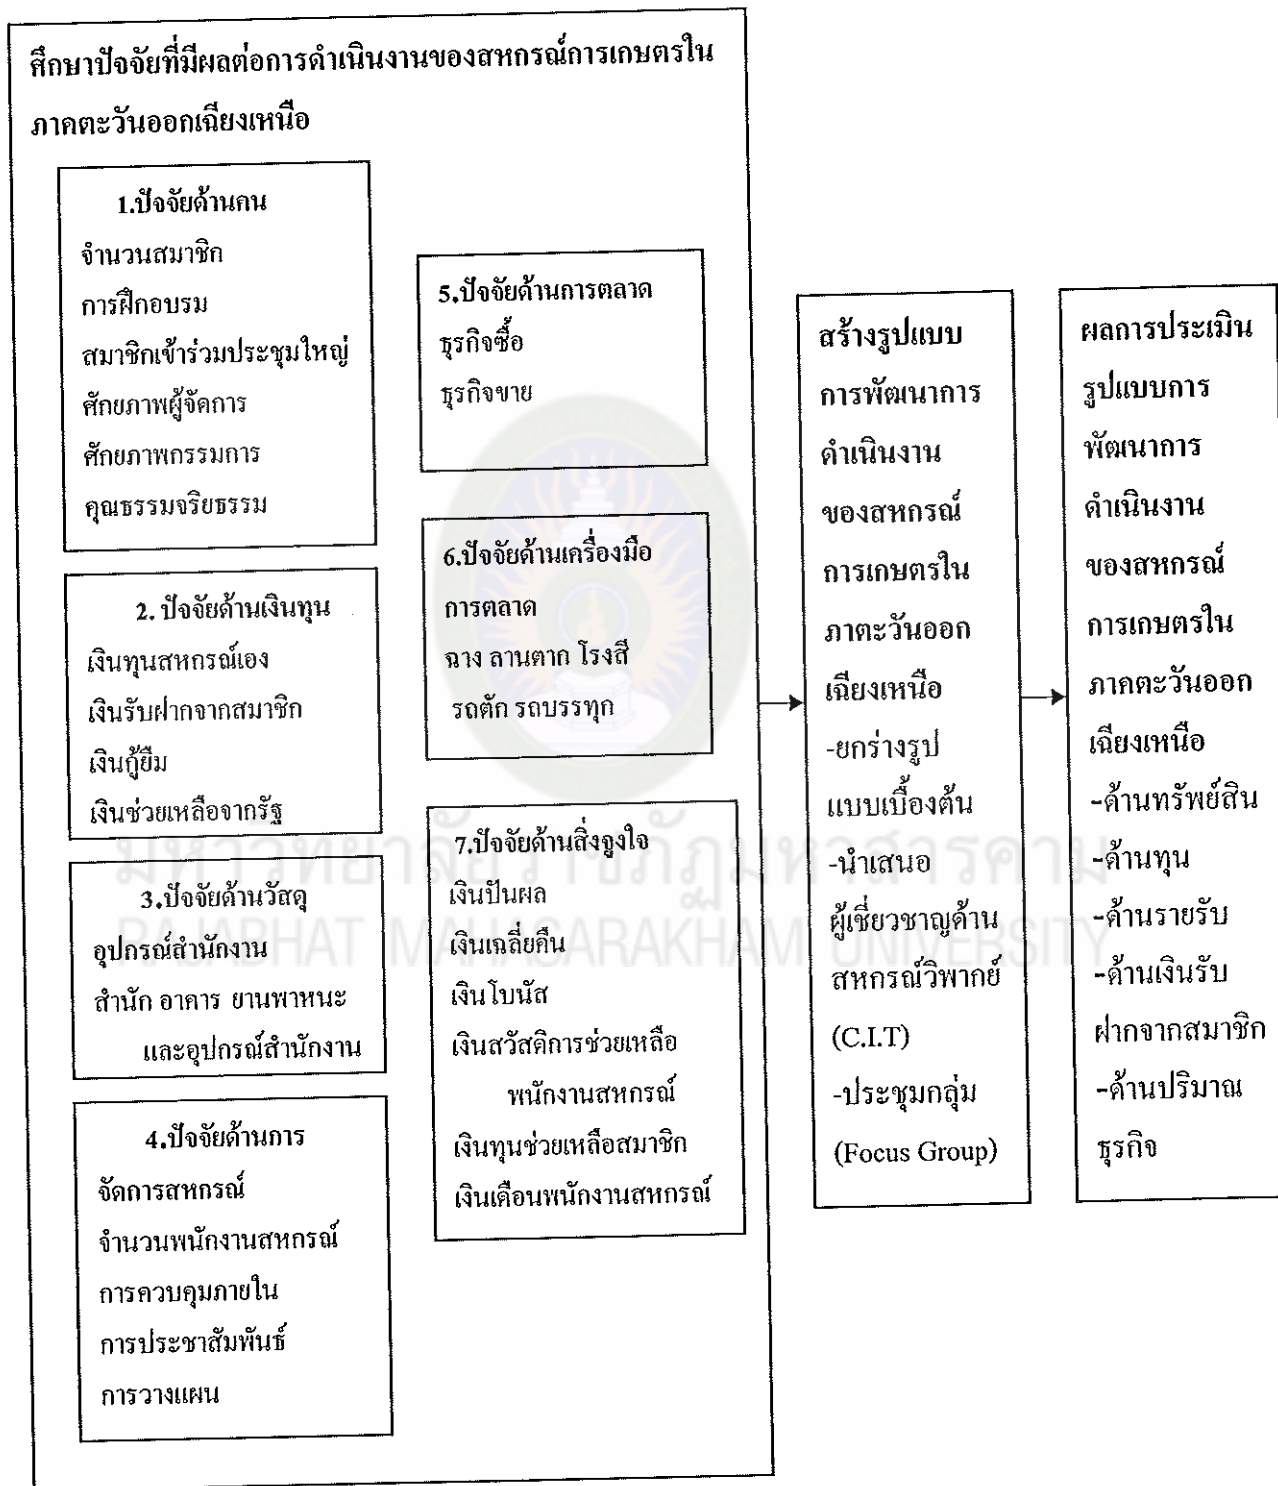 ศึกษาปัจจัยที่มีผลต่อการดำเนินงานของสหกรณ์การเกษตรใน
ภาคตะวันออกเฉียงเหนือ
1.ปัจจัยด้านคน
จำนวนสมาชิก
การฝึกอบรม
สมาชิกเข้าร่วมประชุมใหญ่
ศักยภาพผู้จัดการ
ศักยภาพกรรมการ
คุณธรรมจริยธรรม
2. ปัจจัยด้านเงินทุน
เงินทุนสหกรณ์เอง
เงินรับฝากจากสมาชิก
เงินกู้ยืม
เงินช่วยเหลือจากรัฐ
3.ปัจจัยด้านวัสดุ
อุปกรณ์สำนักงาน
สำนัก อาคาร ยานพาหนะ
และอุปกรณ์สำนักงาน
4.ปัจจัยด้านการ
จัดการสหกรณ์
จำนวนพนักงานสหกรณ์
การควบคุมภายใน
การประชาสัมพันธ์
การวางแผน
5.ปัจจัยด้านการตลาด
ธุรกิจซื้อ
ธุรกิจขาย
6.ปัจจัยด้านเครื่องมือ
การตลาด
ฉาง ลานตาก โรงสี
รถตัก รถบรรทุก
7.ปัจจัยด้านสิ่งจูงใจ
เงินปันผล
เงินเฉลี่ยคืน
เงินโบนัส
เงินสวัสดิการช่วยเหลือ
พนักงานสหกรณ์
เงินทุนช่วยเหลือสมาชิก
เงินเดือนพนักงานสหกรณ์
สร้างรูปแบบ
การพัฒนาการ
ดำเนินงาน
ของสหกรณ์
การเกษตรใน
ภาตะวันออก
เฉียงเหนือ
-ยกร่างรูป
แบบเบื้องต้น
-นำเสนอ
ผู้เชี่ยวชาญด้าน
สหกรณ์วิพากย์
(C.I.T)
-ประชุมกลุ่ม
(Focus Group)
ผลการประเมิน
รูปแบบการ
พัฒนาการ
ดำเนินงาน
ของสหกรณ์
การเกษตรใน
ภาคตะวันออก
เฉียงเหนือ
-ด้านทรัพย์สิน
-ด้านทุน
-ด้านรายรับ
-ด้านเงินรับ
ฝากจากสมาชิก
-ด้านปริมาณ
ธุรกิจ
มหาวิทยาลัยราชภัฏมหาสารคาม
RAJABHAT MAHASARAKHAM UNIVERSITY